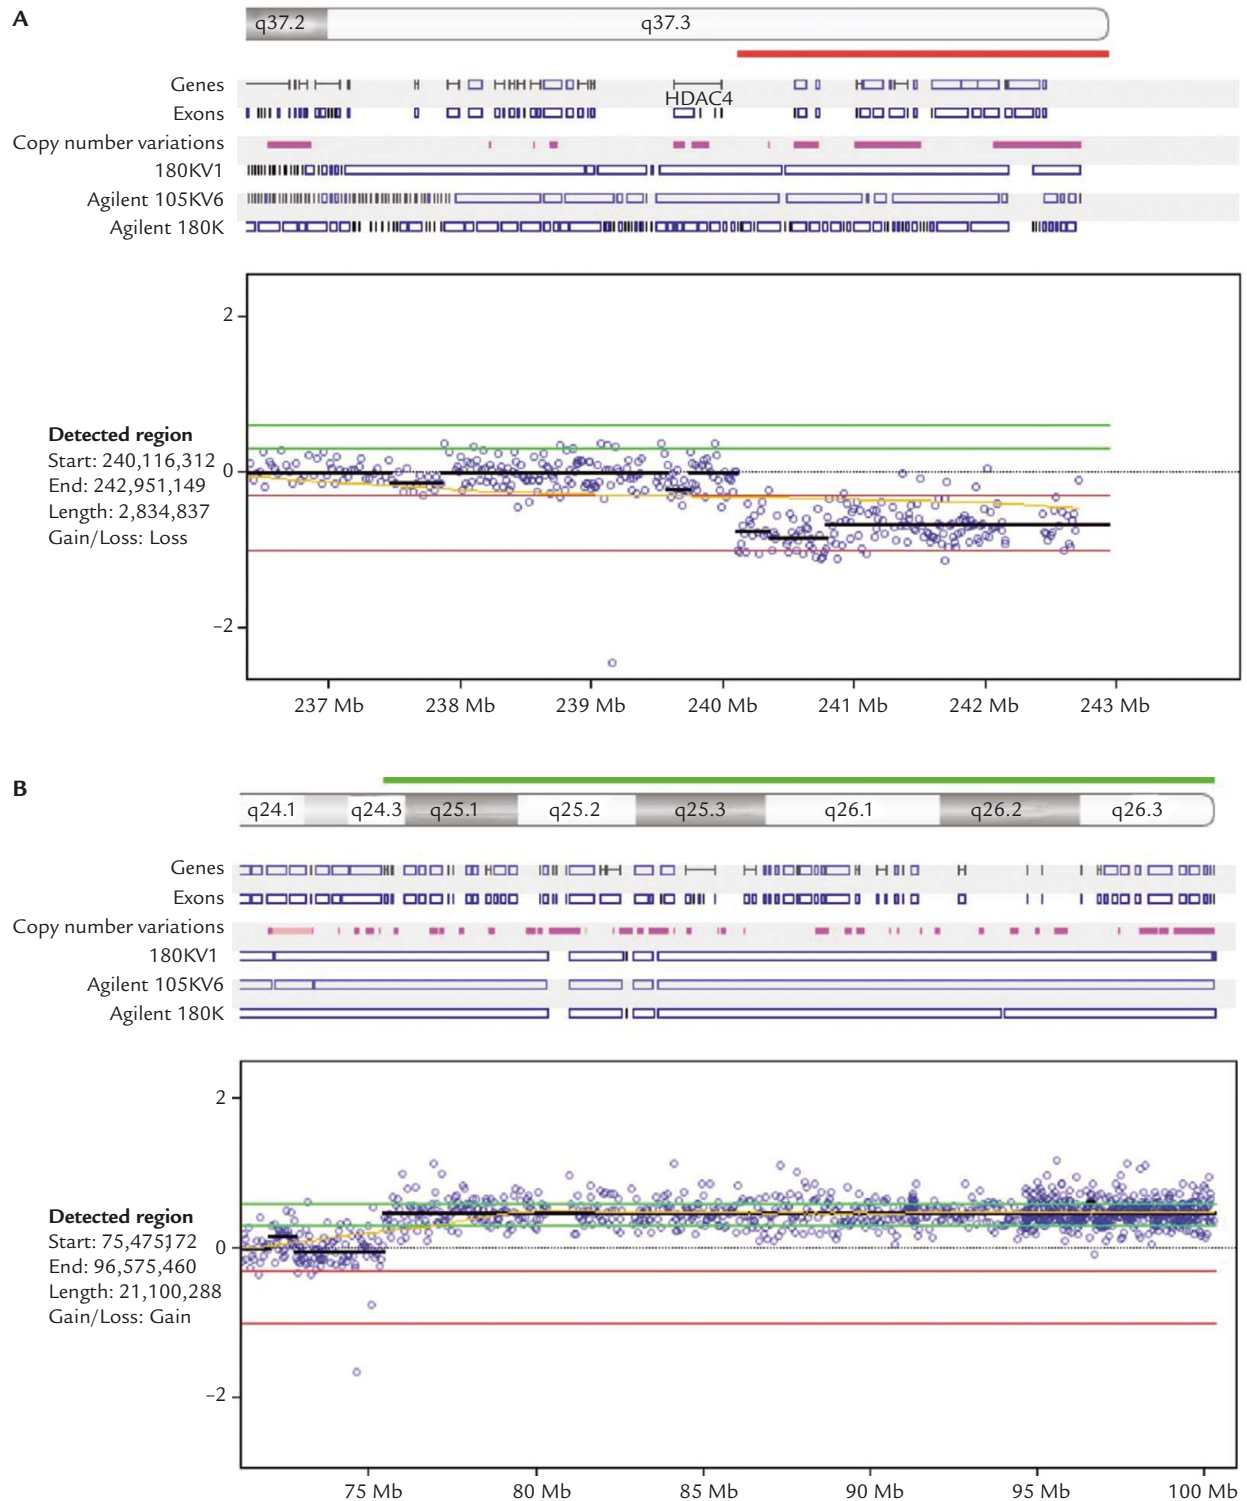 A
q37.2 q37.3
Genes
HDAC4
Exons
Copy number variations
180KV1
Agilent 105KV6
Agilent 180K
2
Detected region
Start: 240,116,312
0
End: 242,951,149
Length: 2,834,837
Gain/Loss: Loss
−2
237 Mb 238 Mb 239 Mb 240 Mb 241 Mb 242 Mb 243 Mb
B
q24.1 q24.3 q25.1 q25.2 q25.3 q26.1 q26.2 q26.3
Genes
Exons
Copy number variations
180KV1
Agilent 105KV6
Agilent 180K
2
Detected region
Start: 75,475,172
0
End: 96,575,460
Length: 21,100,288
Gain/Loss: Gain
−2
75 Mb 80 Mb 85 Mb 90 Mb 95 Mb 100 Mb